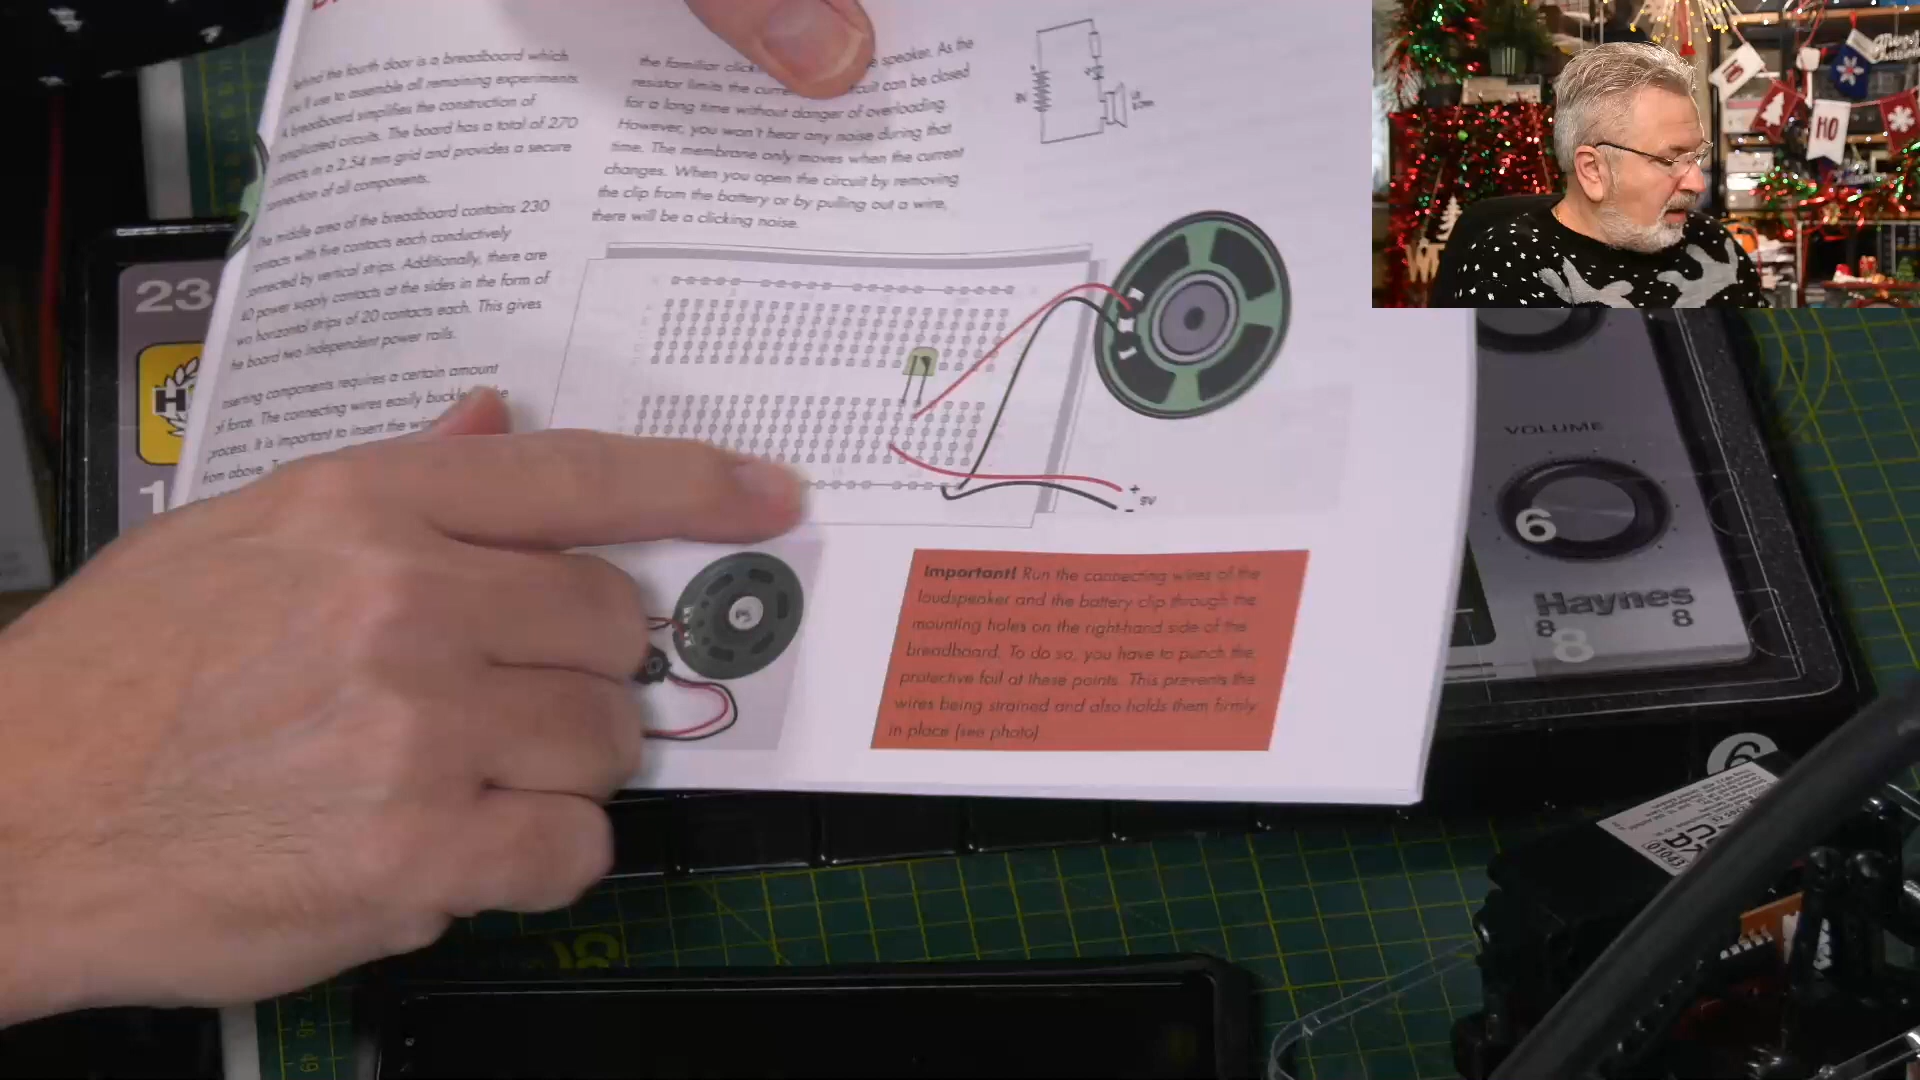 behind the fourth door is a breadboard which
you'll use to assemble all remaining experiments.
A breadboard simplifies the construction of
complicated circuits. The board has a total of 270
contacts in a 2.54 mm grid and provides a secure
connection of all components.
The middle area of the breadboard contains 230
contacts with five contacts each conductively
connected by vertical strips. Additionally, there are
40 power supply contacts at the sides in the form of
two horizontal strips of 20 contacts each. This gives
the board two independent power rails.
Inserting components requires a certain amount
of force. The connecting wires easily buckle
process. It is important to insert the
from above.
the familiar speaker. As the
resistor limits the can be closed
for a long time without danger of overloading.
However, you won't hear any noise during that
time. The membrane only moves when the current
changes. When you open the circuit by removing
the clip from the battery or by pulling out a wire,
there will be a clicking noise.
+
9V
-
Important! Run the connecting wires of the
loudspeaker and the battery clip through the
mounting holes on the right-hand side of the
breadboard. To do so, you have to punch the
protective foil at these points. This prevents the
wires being strained and also holds them firmly
in place (see photo)
23
H
1
VOLUME
6
Haynes
8 8
8
6
HO